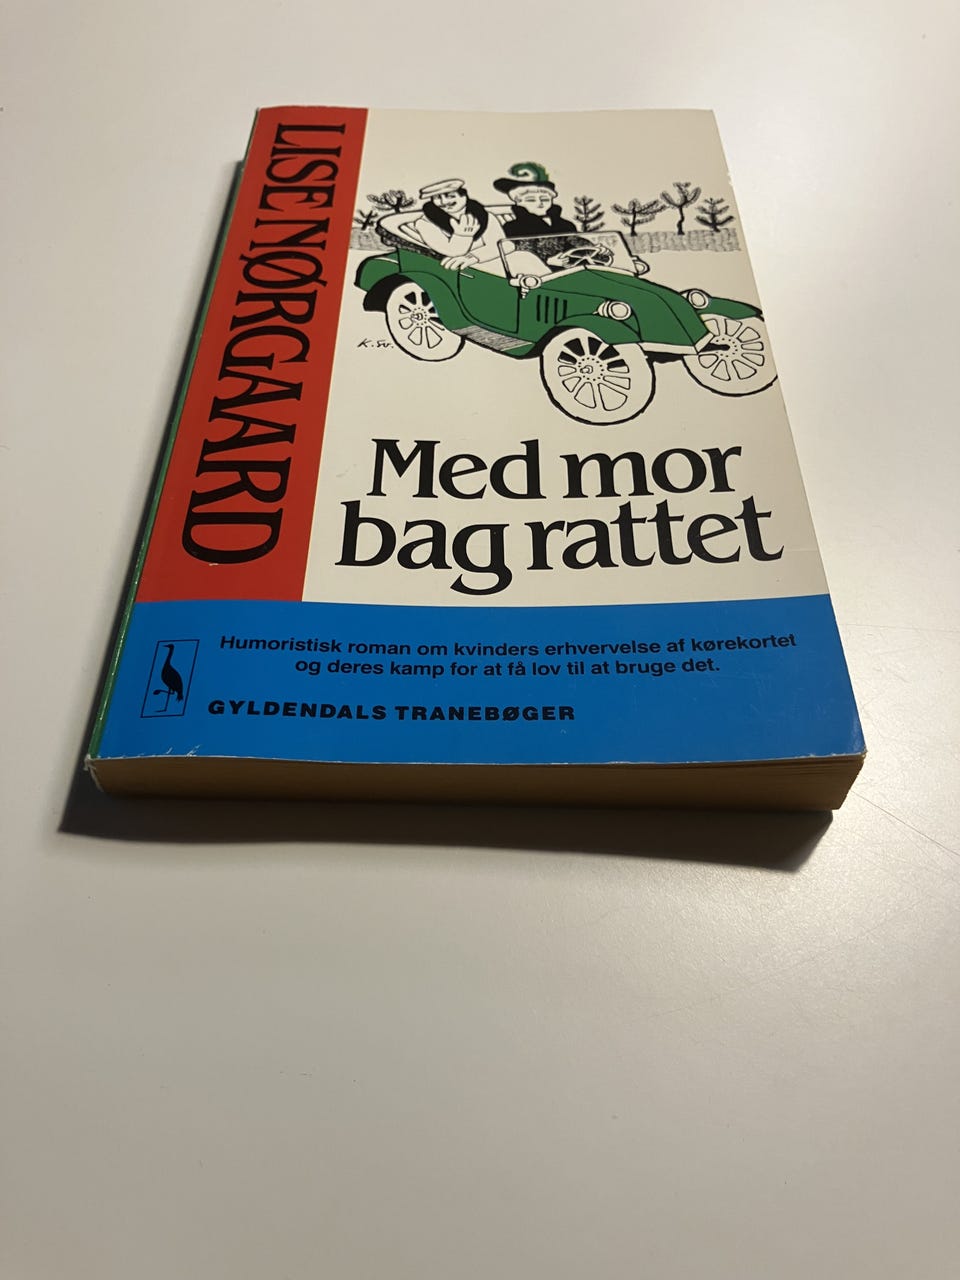 LISE NØRGAARD
K. Sv.
Med mor
bag rattet
Humoristisk roman om kvinders erhvervelse af kørekortet
og deres kamp for at få lov til at bruge det.
GYLDENDALS TRANEBØGER